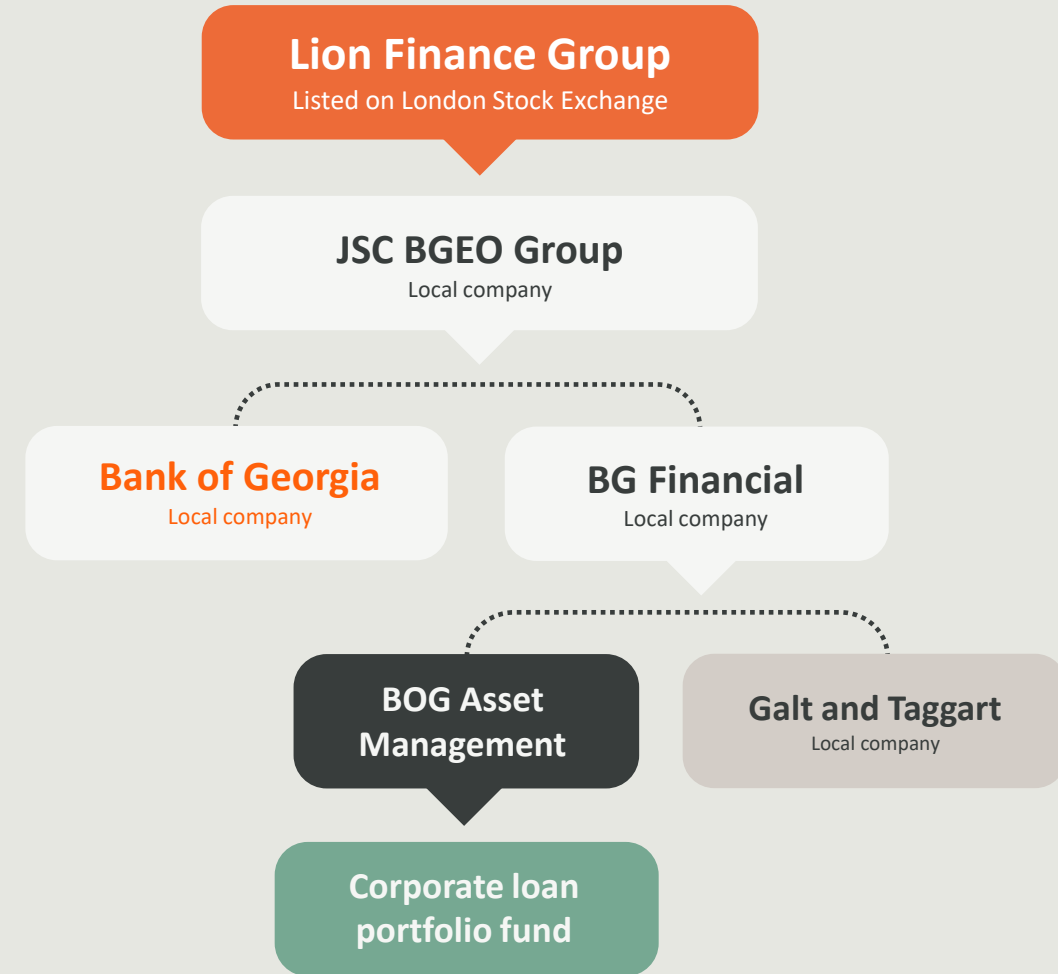 Lion Finance Group
Listed on London Stock Exchange
JSC BGEO Group
Local company
Bank of Georgia
Local company
BG Financial
Local company
BOG Asset
Management
Galt and Taggart
Local company
Corporate loan
portfolio fund